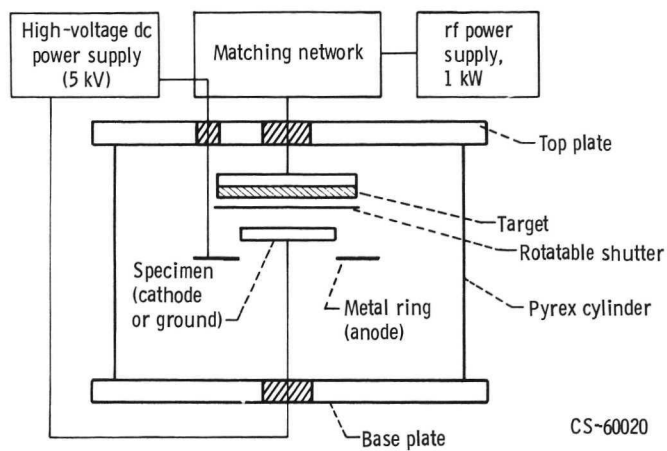 High-voltage dc
power supply
(5 kV)
Matching network
rf power
supply,
1 kW
Top plate
Target
Rotatable shutter
Specimen
(cathode
or ground)
Metal ring
(anode)
Pyrex cylinder
Base plate
CS-60020